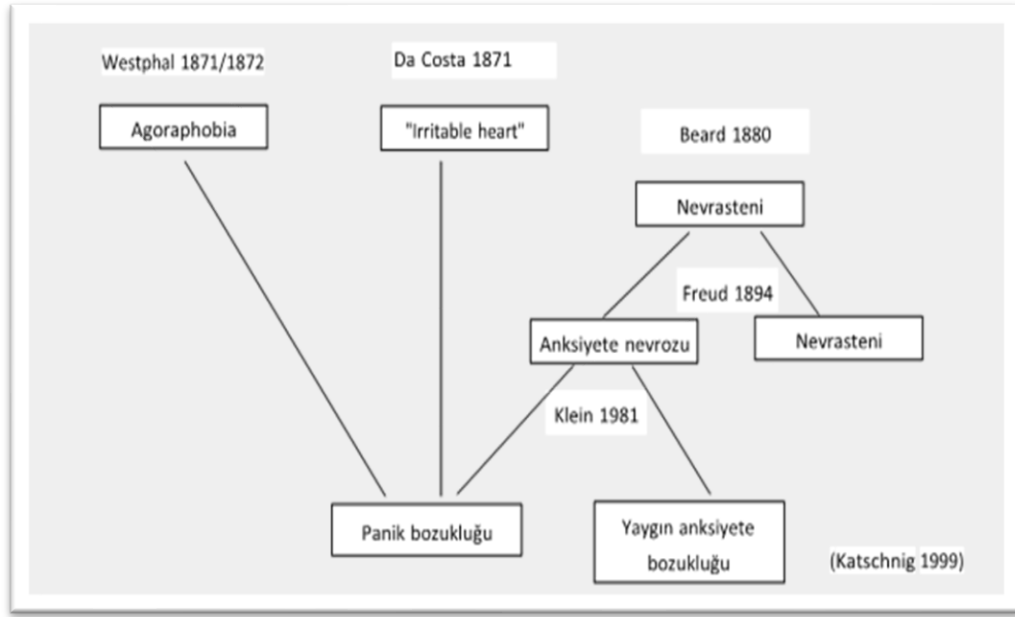 Westphal 1871/1872
Da Costa 1871
Agoraphobia
"Irritable heart"
Beard 1880
Nevrasteni
Freud 1894
Anksiyete nevrozu
Nevrasteni
Klein 1981
Panik bozukluğu
Yaygın anksiyete
bozukluğu
(Katschnig 1999)